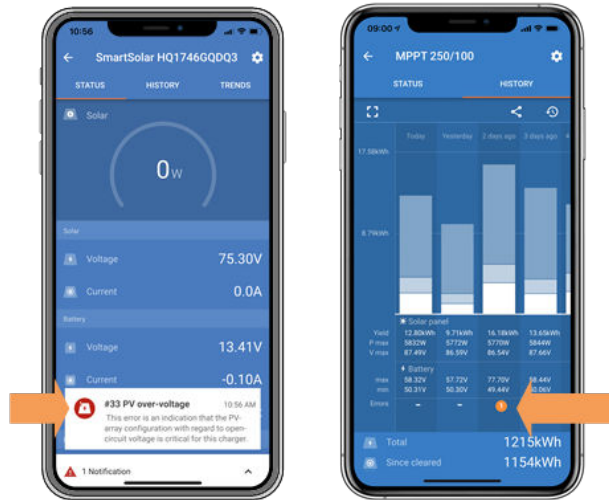 10:56
SmartSolar HQ1746GQDQ3
STATUS HISTORY TRENDS
Solar
0w
Solar
Voltage 75.30V
Current 0.0A
Battery
Voltage 13.41V
Current -0.10A
#33 PV over-voltage 10:56 AM
This error is an indication that the PV-
array configuration with regard to open-
circuit voltage is critical for this charger.
1 Notification
09:00
MPPT 250/100
STATUS HISTORY
Today Yesterday 2 days ago 3 days ago 4
17.58kWh
8.79kWh
Solar panel
Yield 12.80kWh 9.71kWh 16.18kWh 13.65kWh
P max 5832W 5772W 5770W 5844W
V max 87.49V 86.59V 86.54V 87.66V
Battery
max 58.32V 57.72V 77.70V 58.44V
min 50.31V 50.30V 49.44V 50.06V
Errors – – 1
Total 1215kWh
Since cleared 1154kWh